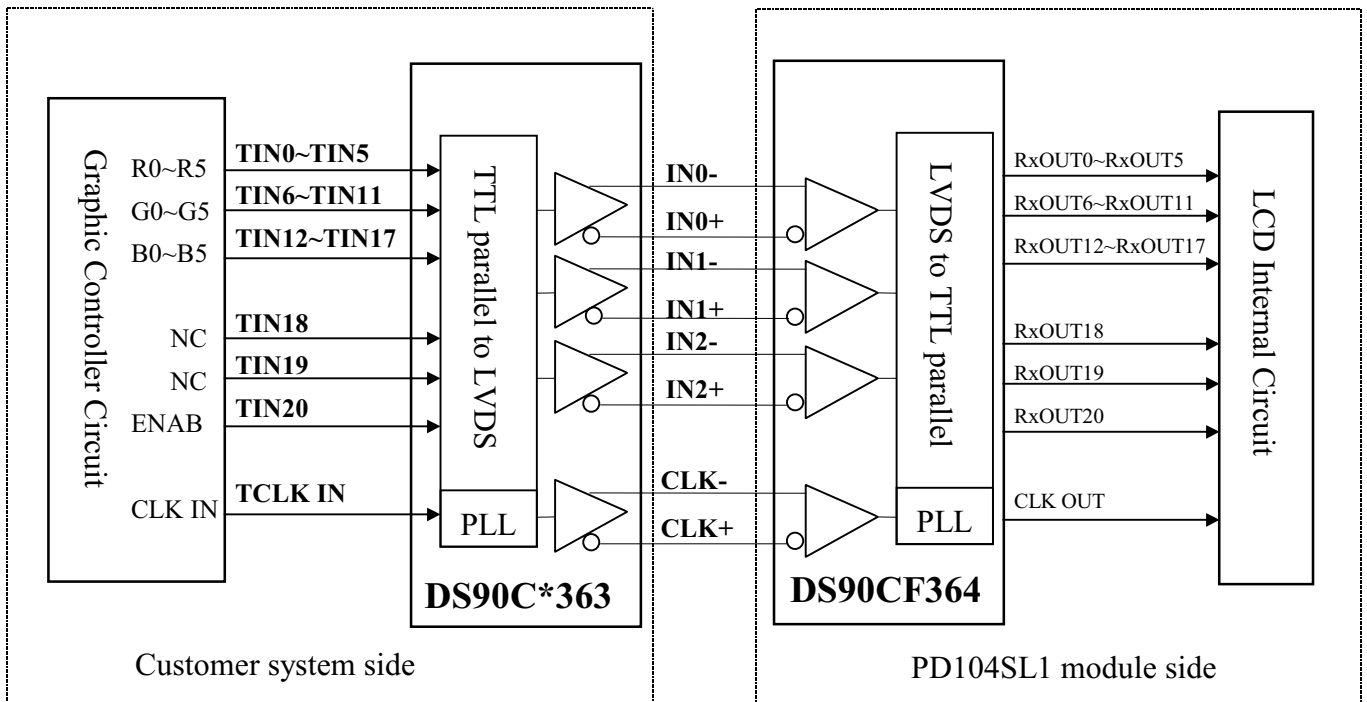 Graphic Controller Circuit
R0~R5
G0~G5
B0~B5
NC
NC
ENAB
CLK IN
TIN0~TIN5
TIN6~TIN11
TIN12~TIN17
TIN18
TIN19
TIN20
TCLK IN
TTL parallel to LVDS
PLL
DS90C*363
Customer system side
IN0-
IN0+
IN1-
IN1+
IN2-
IN2+
CLK-
CLK+
LVDS to TTL parallel
PLL
DS90CF364
RxOUT0~RxOUT5
RxOUT6~RxOUT11
RxOUT12~RxOUT17
RxOUT18
RxOUT19
RxOUT20
CLK OUT
LCD Internal Circuit
PD104SL1 module side